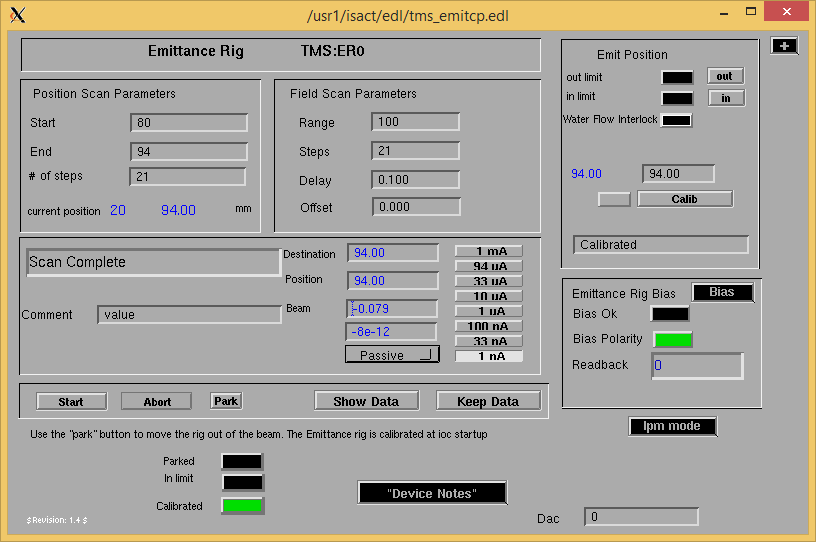 /usr1/isact/edl/tms_emitcp.edl
Emittance Rig TMS:ER0
+
Position Scan Parameters
Start 80
End 94
# of steps 21
current position 20 94.00 mm
Field Scan Parameters
Range 100
Steps 21
Delay 0.100
Offset 0.000
Emit Position
out limit out
in limit in
Water Flow Interlock
94.00 94.00
Calib
Calibrated
Scan Complete
Comment value
Destination 94.00
Position 94.00
Beam -0.079
-8e-12
Passive
1 mA
94 uA
33 uA
10 uA
1 uA
100 nA
33 nA
1 nA
Emittance Rig Bias Bias
Bias Ok
Bias Polarity
Readback 0
Start Abort Park Show Data Keep Data
Ipm mode
Use the "park" button to move the rig out of the beam. The Emittance rig is calibrated at ioc startup
Parked
In limit
Calibrated
"Device Notes"
$Revision: 1.4 $
Dac 0